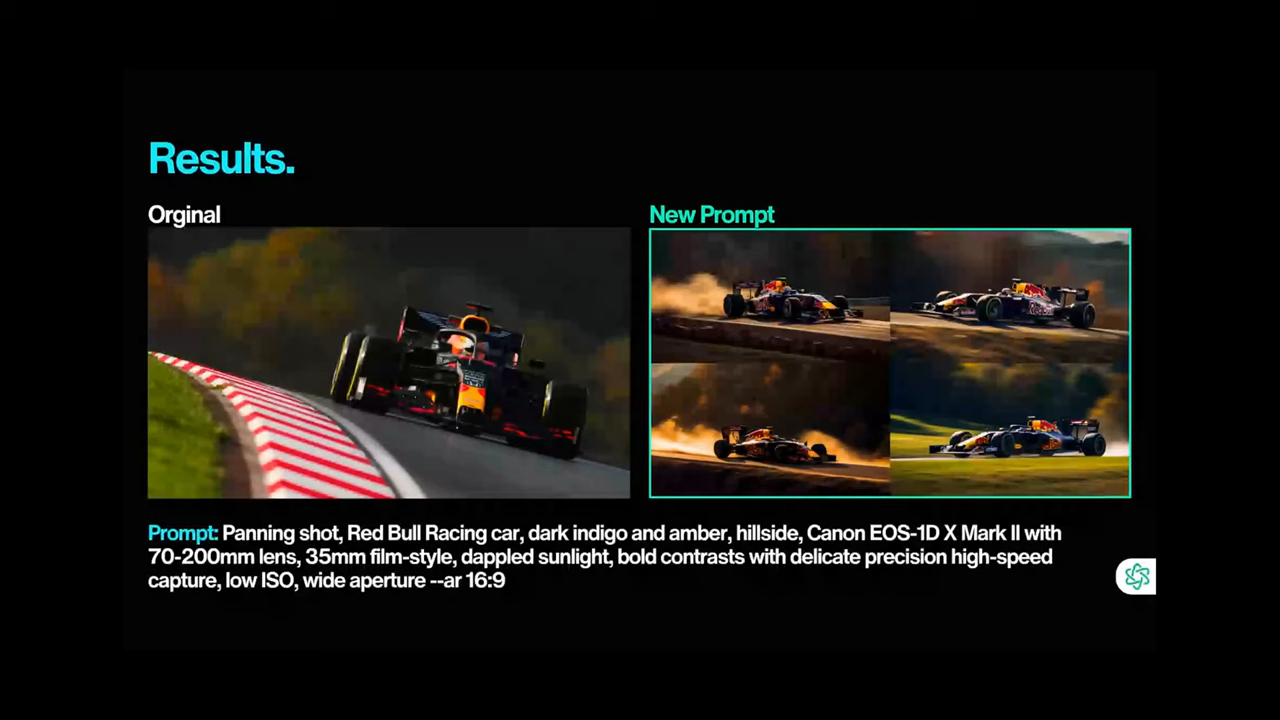 Results.
Orginal
New Prompt
Prompt: Panning shot, Red Bull Racing car, dark indigo and amber, hillside, Canon EOS-1D X Mark II with
70-200mm lens, 35mm film-style, dappled sunlight, bold contrasts with delicate precision high-speed
capture, low ISO, wide aperture --ar 16:9